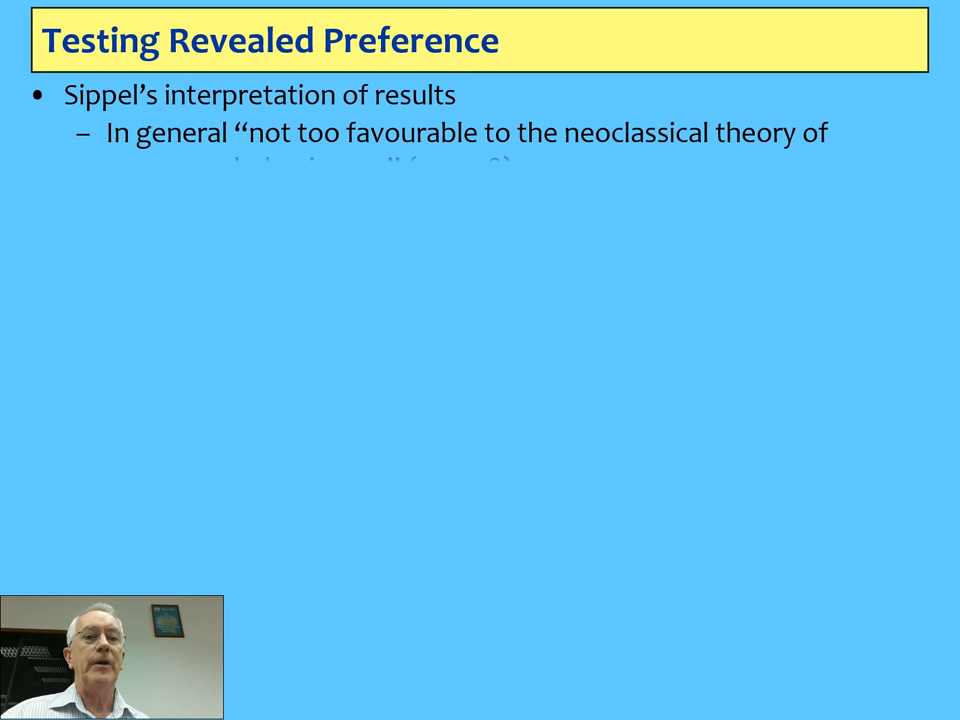 Testing Revealed Preference
• Sippel’s interpretation of results
– In general “not too favourable to the neoclassical theory of